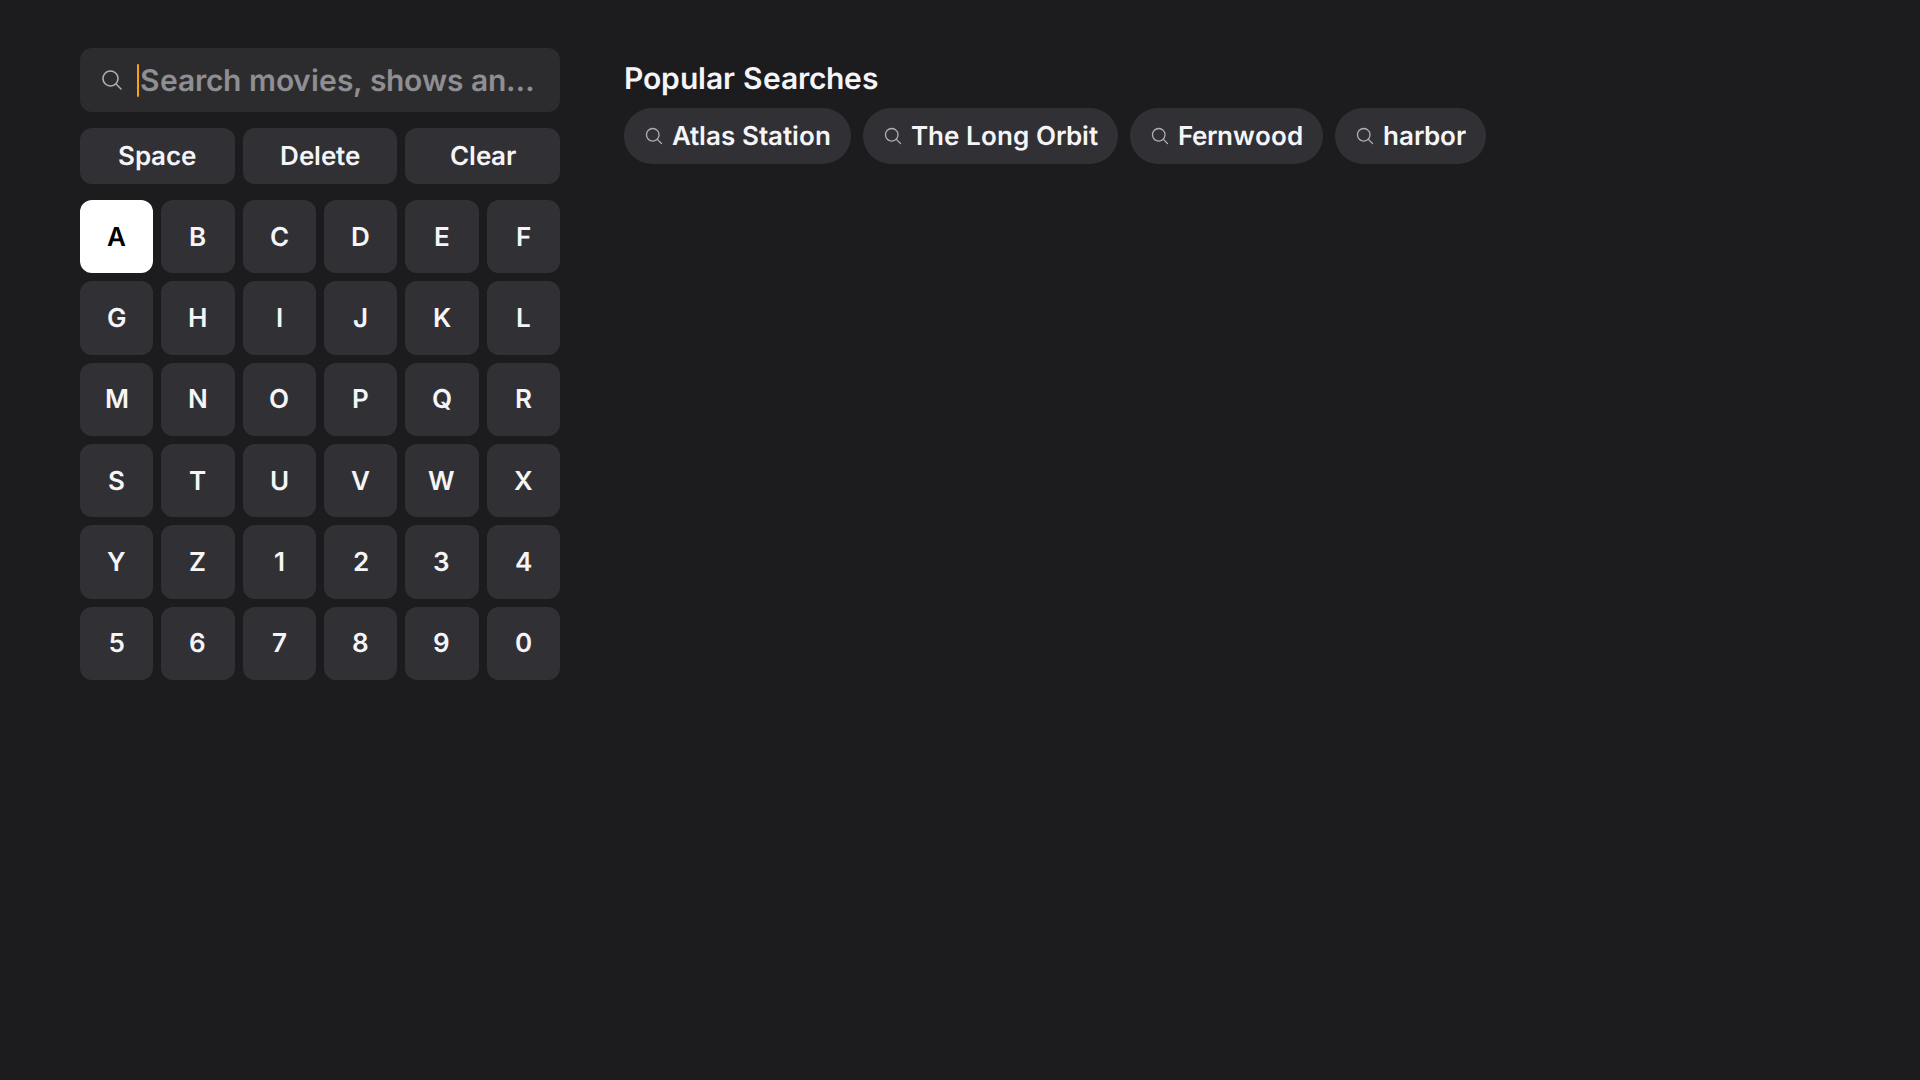 Search movies, shows an...
Space Delete Clear
A B C D E F
G H I J K L
M N O P Q R
S T U V W X
Y Z 1 2 3 4
5 6 7 8 9 0
Popular Searches
Atlas Station The Long Orbit Fernwood harbor